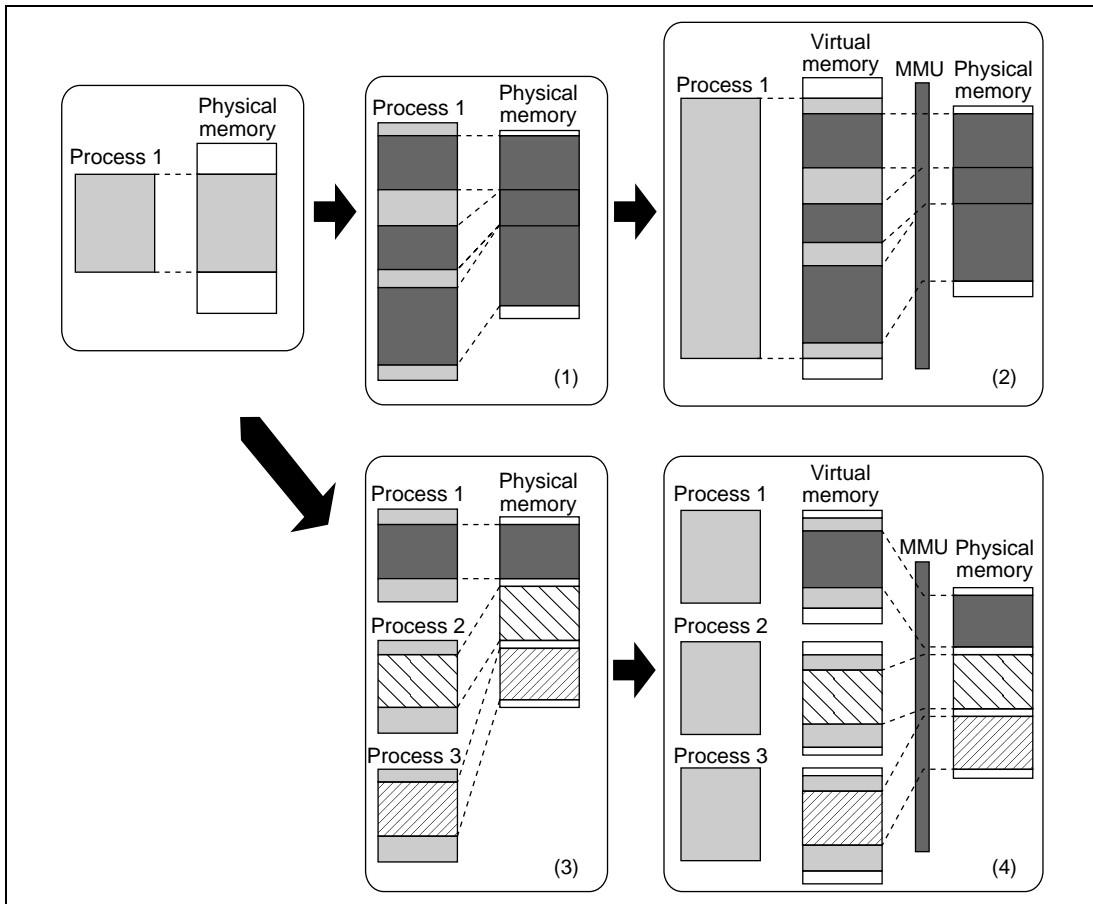 Physical
memory
Process 1
Process 1
Physical
memory
(1)
Process 1
Virtual
memory
MMU
Physical
memory
(2)
Process 1
Physical
memory
Process 2
Process 3
(3)
Process 1
Virtual
memory
MMU
Physical
memory
Process 2
Process 3
(4)